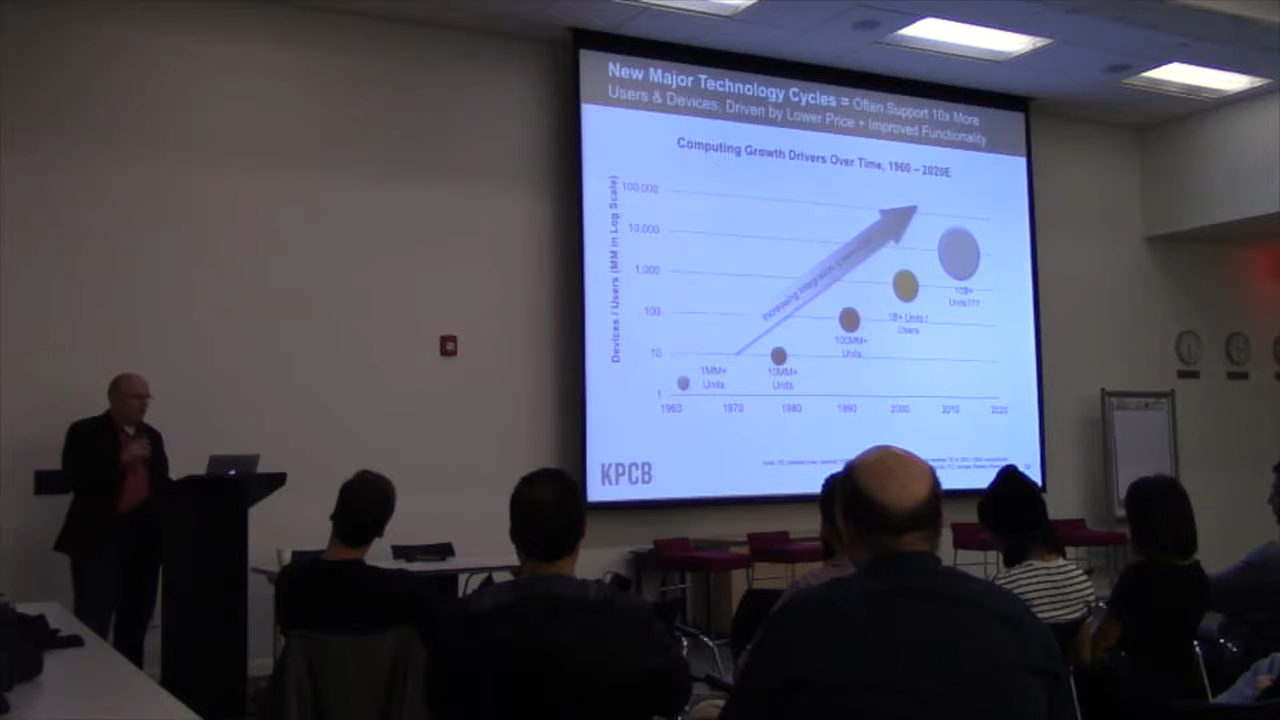 New Major Technology Cycles = Often Support 10x More
Users & Devices, Driven by Lower Price + Improved Functionality
Computing Growth Drivers Over Time, 1960 – 2020E
Devices / Users (MM in Log Scale)
100,000
10,000
1,000
100
10
1
Increasing Integration
1MM+
Units
10MM+
Units
100MM+
Units
1B+ Units /
Users
10B+
Units???
1960
1970
1980
1990
2000
2010
2020
KPCB